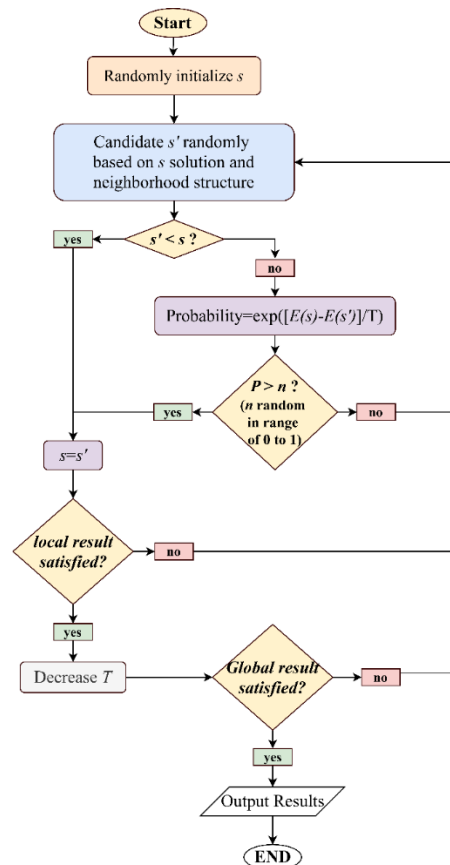 Start
Randomly initialize s
Candidate s' randomly
based on s solution and
neighborhood structure
yes
s' < s ?
no
Probability=exp([E(s)-E(s')]/T)
P > n ?
(n random
in range
of 0 to 1)
yes
no
s=s'
local result
satisfied?
no
yes
Decrease T
Global result
satisfied?
no
yes
Output Results
END